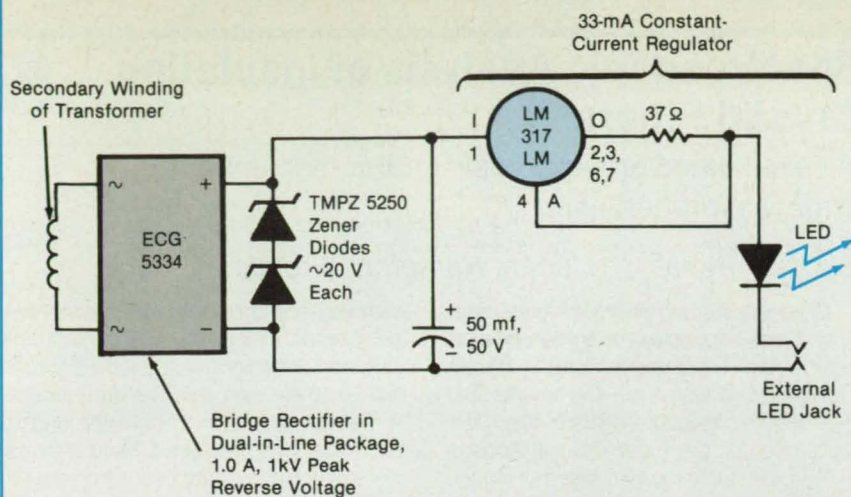 33-mA Constant-
Current Regulator
Secondary Winding
of Transformer
I
1
LM
317
LM
O
2,3,
6,7
37 Ω
4
A
~
~
+
−
ECG
5334
TMPZ 5250
Zener
Diodes
~20 V
Each
LED
+
50 mf,
− 50 V
External
LED Jack
Bridge Rectifier in
Dual-in-Line Package,
1.0 A, 1kV Peak
Reverse Voltage